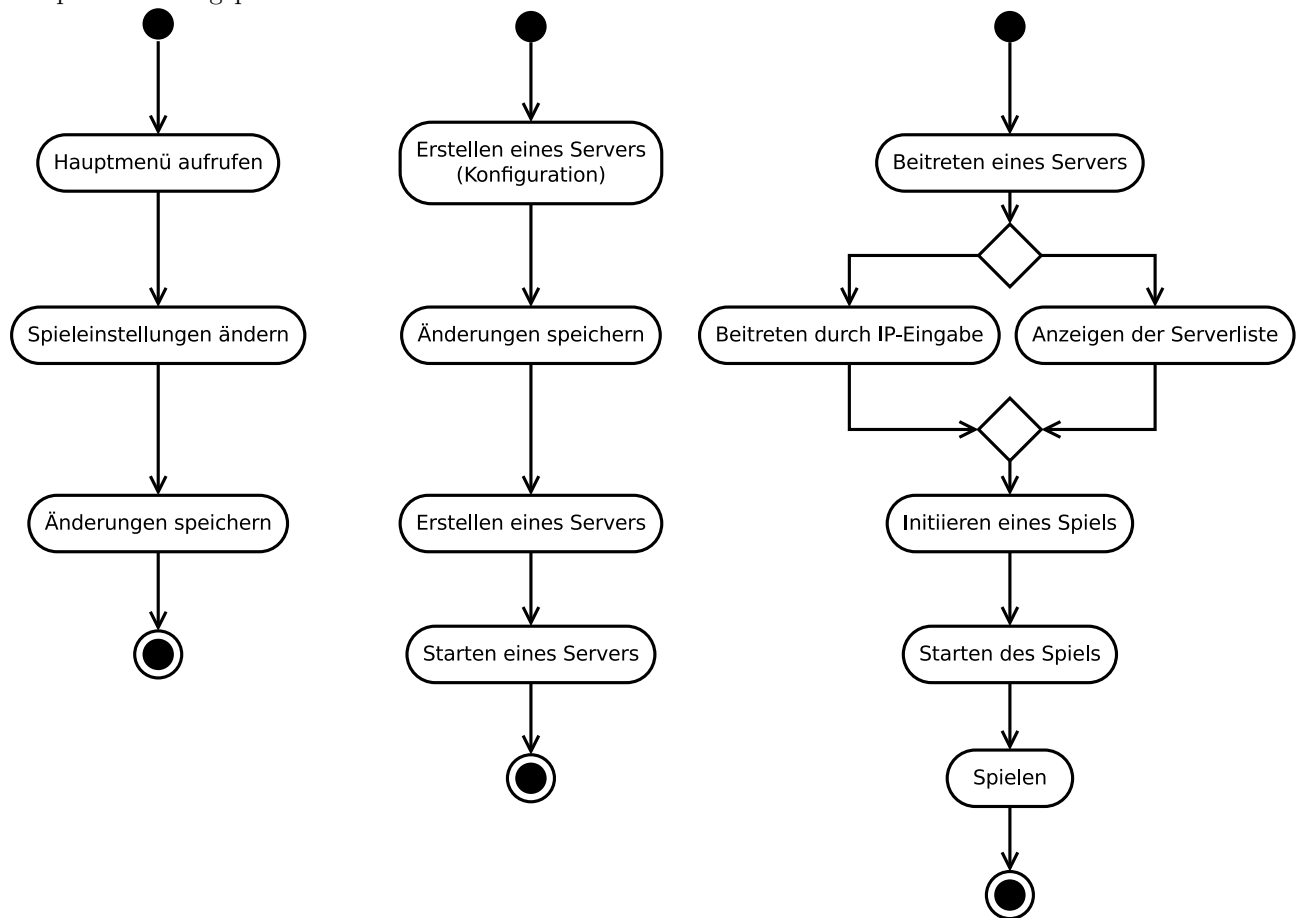 Hauptmenü aufrufen
Spieleinstellungen ändern
Änderungen speichern
Erstellen eines Servers
(Konfiguration)
Änderungen speichern
Erstellen eines Servers
Starten eines Servers
Beitreten eines Servers
Beitreten durch IP-Eingabe
Anzeigen der Serverliste
Initiieren eines Spiels
Starten des Spiels
Spielen